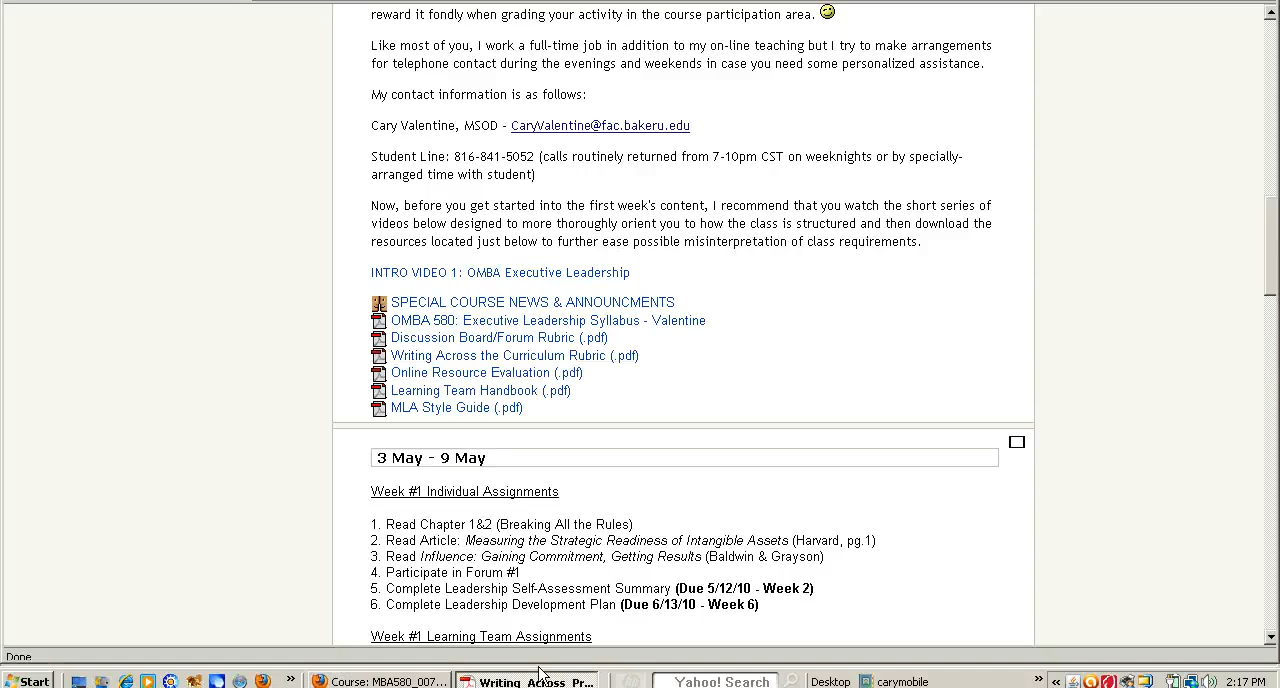 reward it fondly when grading your activity in the course participation area.
Like most of you, I work a full-time job in addition to my on-line teaching but I try to make arrangements
for telephone contact during the evenings and weekends in case you need some personalized assistance.
My contact information is as follows:
Cary Valentine, MSOD - CaryValentine@fac.bakeru.edu
Student Line: 816-841-5052 (calls routinely returned from 7-10pm CST on weeknights or by specially-
arranged time with student)
Now, before you get started into the first week's content, I recommend that you watch the short series of
videos below designed to more thoroughly orient you to how the class is structured and then download the
resources located just below to further ease possible misinterpretation of class requirements.
INTRO VIDEO 1: OMBA Executive Leadership
SPECIAL COURSE NEWS & ANNOUNCMENTS
OMBA 580: Executive Leadership Syllabus - Valentine
Discussion Board/Forum Rubric (.pdf)
Writing Across the Curriculum Rubric (.pdf)
Online Resource Evaluation (.pdf)
Learning Team Handbook (.pdf)
MLA Style Guide (.pdf)
3 May - 9 May
Week #1 Individual Assignments
1. Read Chapter 1&2 (Breaking All the Rules)
2. Read Article: Measuring the Strategic Readiness of Intangible Assets (Harvard, pg.1)
3. Read Influence: Gaining Commitment, Getting Results (Baldwin & Grayson)
4. Participate in Forum #1
5. Complete Leadership Self-Assessment Summary (Due 5/12/10 - Week 2)
6. Complete Leadership Development Plan (Due 6/13/10 - Week 6)
Week #1 Learning Team Assignments
Done
Start » Course: MBA580_007... Writing Across Pr... Yahoo! Search Desktop carymobile » « 2:17 PM